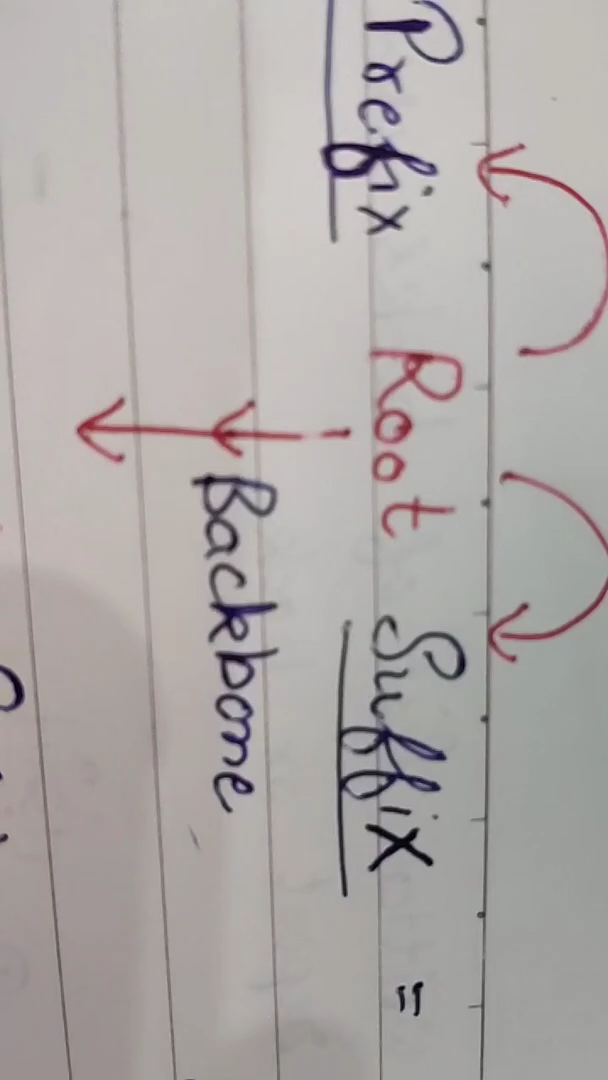 Prefix Root Suffix =
Backbone